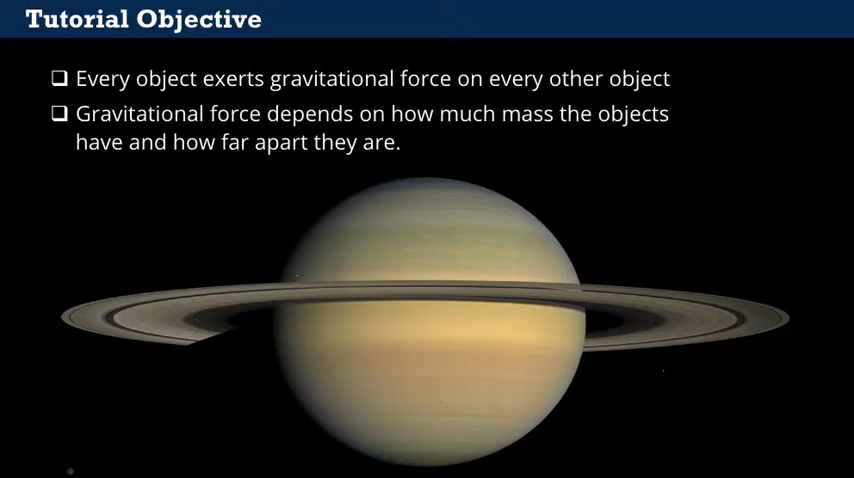 Tutorial Objective
❑ Every object exerts gravitational force on every other object
❑ Gravitational force depends on how much mass the objects
have and how far apart they are.